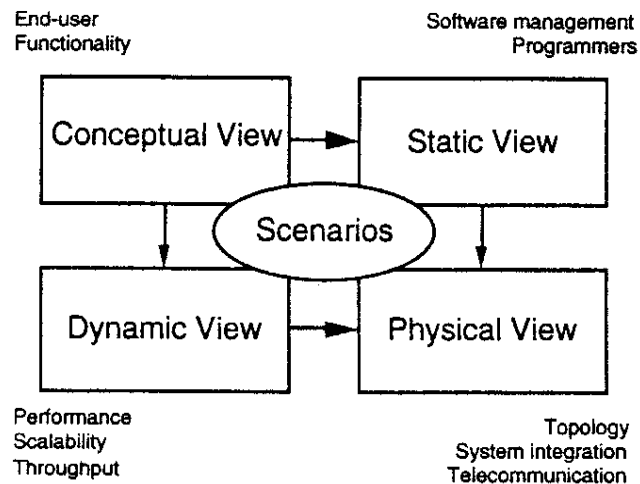 End-user
Functionality
Software management
Programmers
Conceptual View
Static View
Scenarios
Dynamic View
Physical View
Performance
Scalability
Throughput
Topology
System integration
Telecommunication